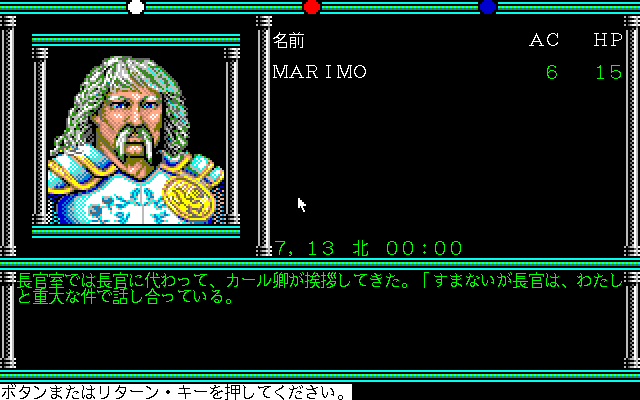 名前 AC HP
MARIMO 6 15
7,13 北 00:00
長官室では長官に代わって、カール卿が挨拶してきた。「すまないが長官は、わたし
と重大な件で話し合っている。
ボタンまたはリターン・キーを押してください。